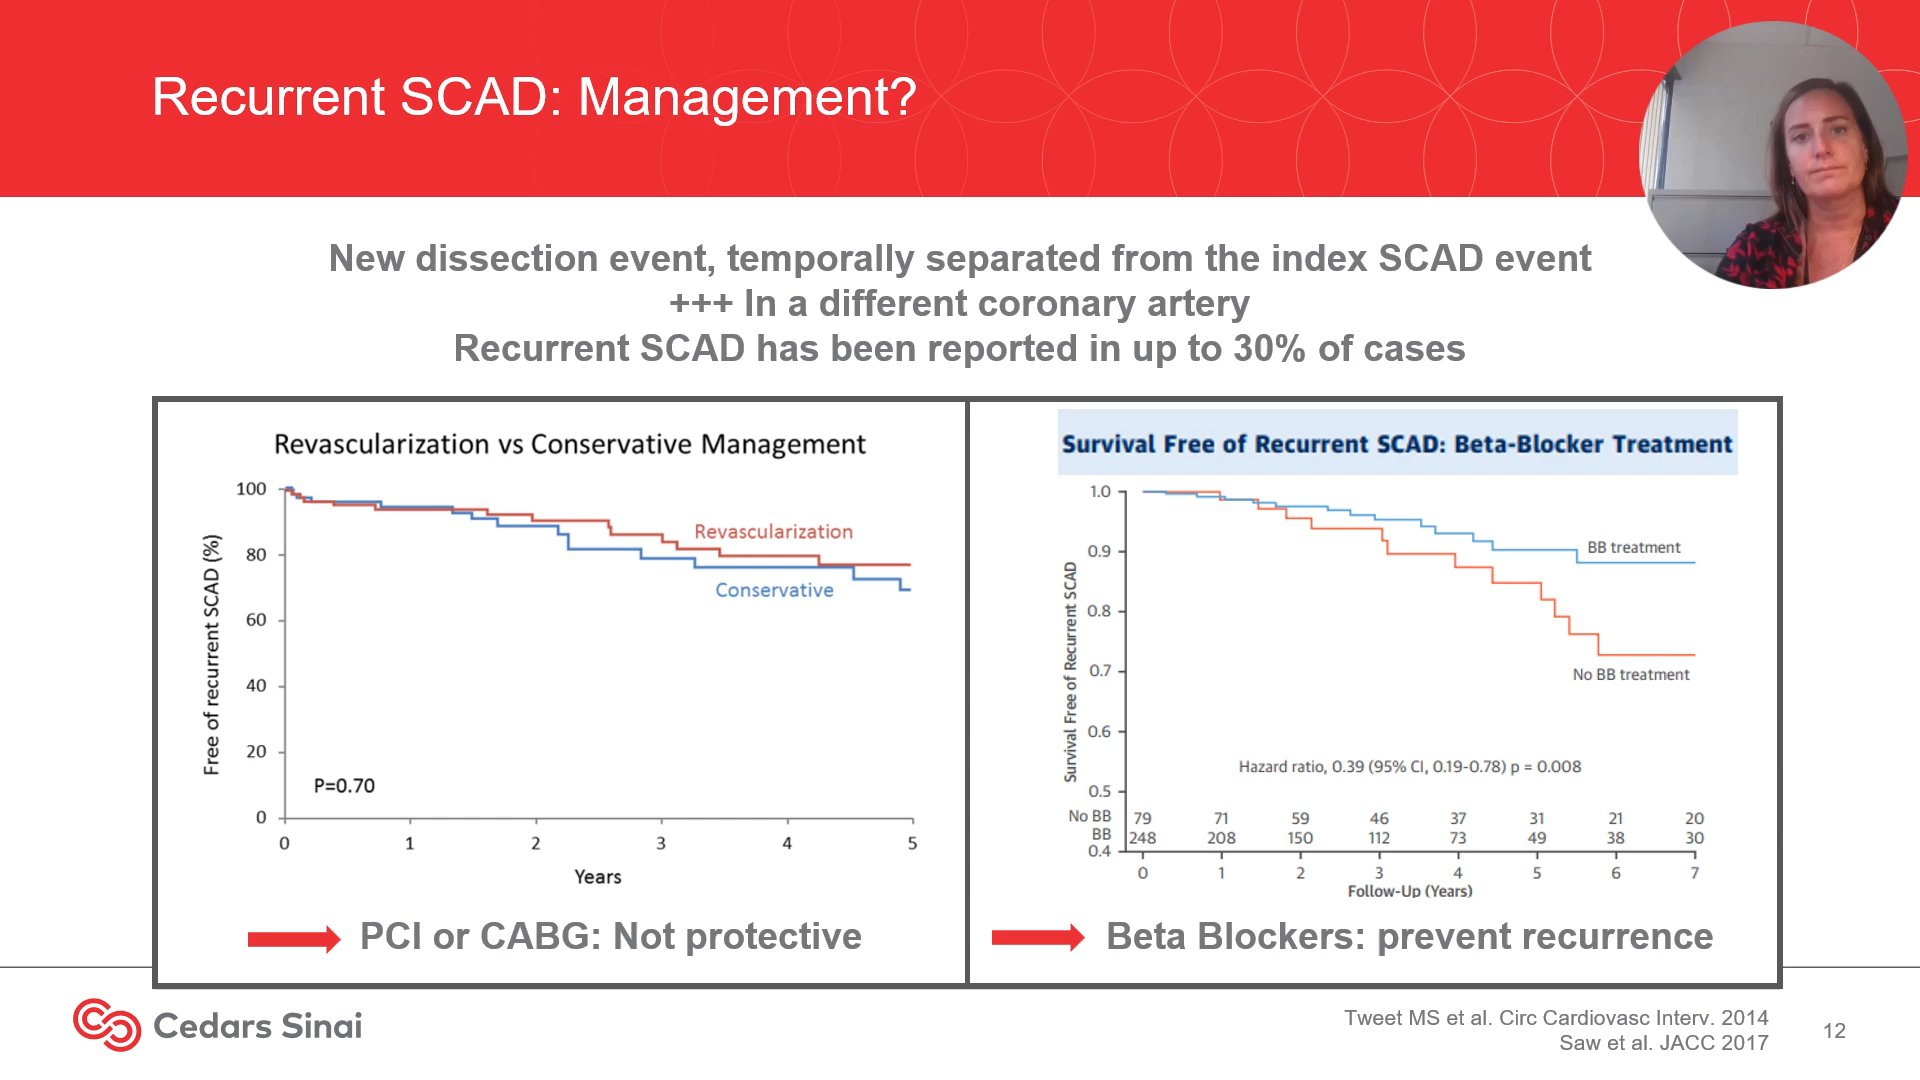 Recurrent SCAD: Management?
New dissection event, temporally separated from the index SCAD event
+++ In a different coronary artery
Recurrent SCAD has been reported in up to 30% of cases
Revascularization vs Conservative Management
100
80
60
40
20
0
Free of recurrent SCAD (%)
Revascularization
Conservative
P=0.70
0 1 2 3 4 5
Years
PCI or CABG: Not protective
Survival Free of Recurrent SCAD: Beta-Blocker Treatment
1.0
0.9
0.8
0.7
0.6
0.5
0.4
Survival Free of Recurrent SCAD
BB treatment
No BB treatment
Hazard ratio, 0.39 (95% CI, 0.19-0.78) p = 0.008
No BB 79 71 59 46 37 31 21 20
BB 248 208 150 112 73 49 38 30
0 1 2 3 4 5 6 7
Follow-Up (Years)
Beta Blockers: prevent recurrence
Cedars Sinai
Tweet MS et al. Circ Cardiovasc Interv. 2014
Saw et al. JACC 2017
12